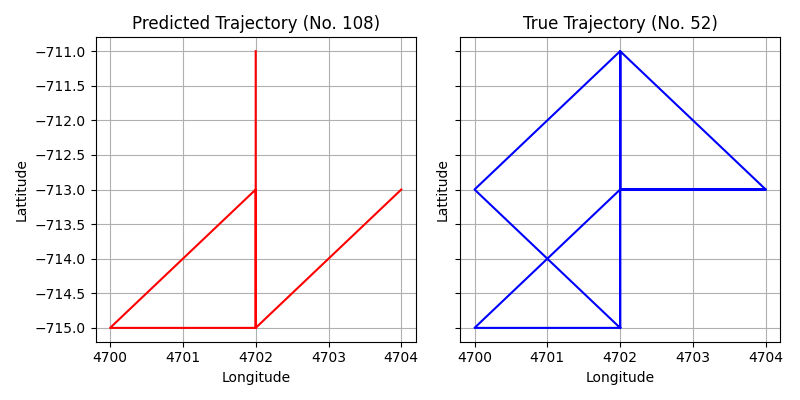 Predicted Trajectory (No. 108)
True Trajectory (No. 52)
−711.0
−711.5
−712.0
−712.5
−713.0
−713.5
−714.0
−714.5
−715.0
Lattitude
Lattitude
4700 4701 4702 4703 4704
4700 4701 4702 4703 4704
Longitude
Longitude